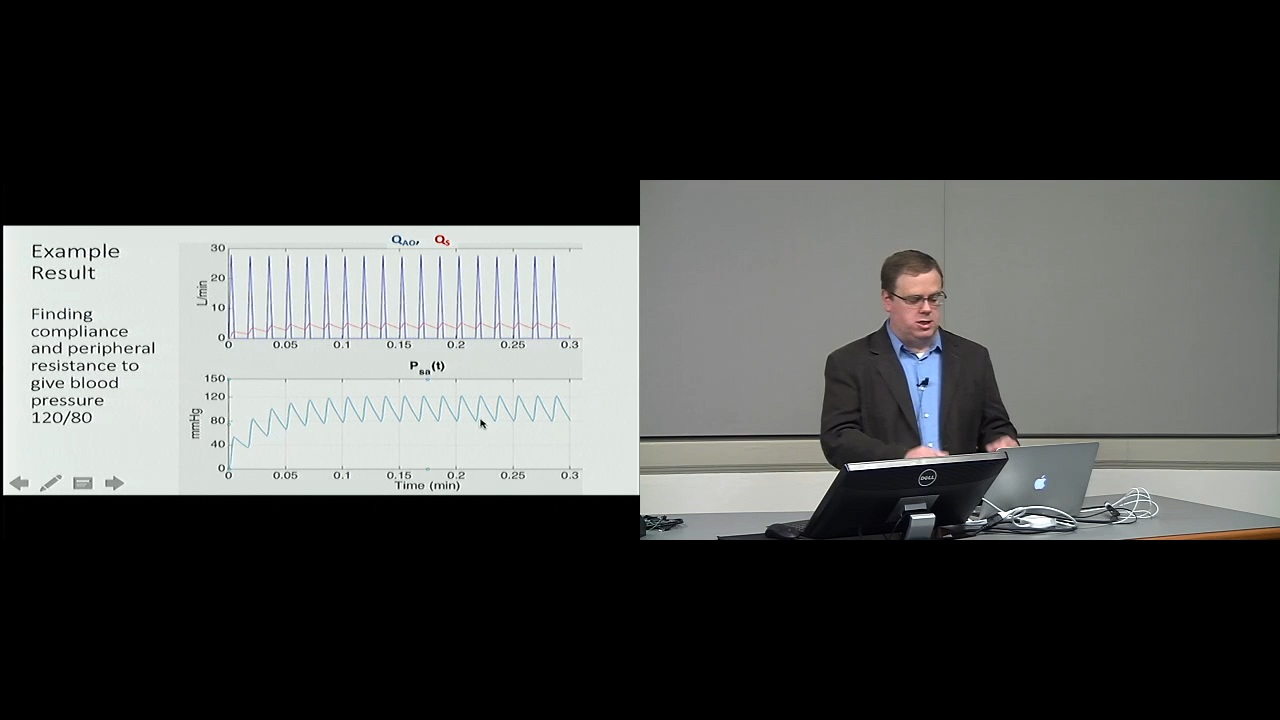 Example
Result
Finding
compliance
and peripheral
resistance to
give blood
pressure
120/80
QAO, QS
30
20
10
0
L/min
0 0.05 0.1 0.15 0.2 0.25 0.3
Psa(t)
150
120
80
40
0
mmHg
0 0.05 0.1 0.15 0.2 0.25 0.3
Time (min)
DELL